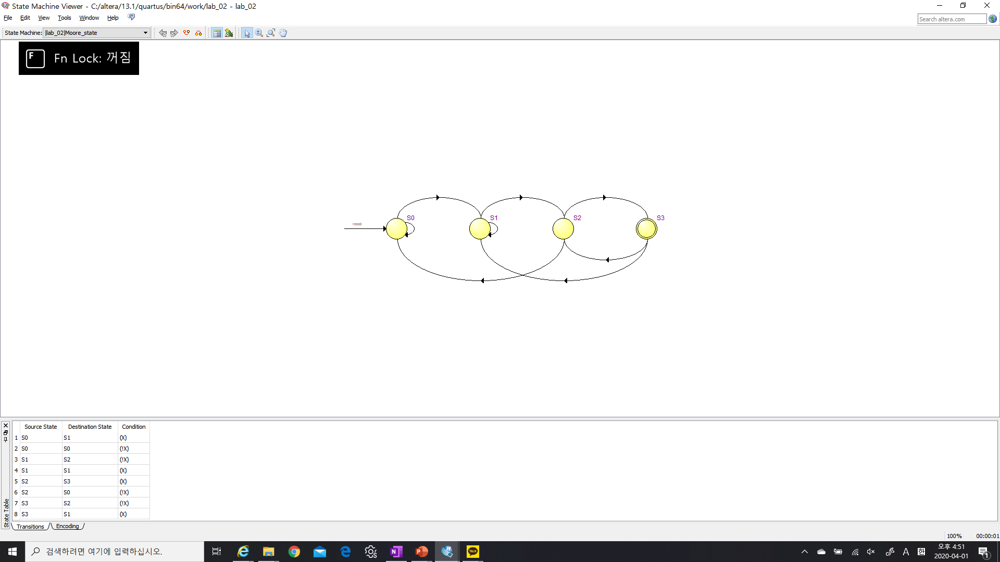 State Machine Viewer - C:/altera/13.1/quartus/bin64/work/lab_02 - lab_02
File Edit View Tools Window Help
Search altera.com
State Machine: |lab_02|Moore_state
F Fn Lock: 꺼짐
reset S0 S1 S2 S3
Source State Destination State Condition
1 S0 S1 (X)
2 S0 S0 (!X)
3 S1 S2 (!X)
4 S1 S1 (X)
5 S2 S3 (X)
6 S2 S0 (!X)
7 S3 S2 (!X)
8 S3 S1 (X)
State Table
Transitions Encoding
100% 00:00:01
검색하려면 여기에 입력하십시오.
N P TALK A 한
오후 4:51
2020-04-01
1